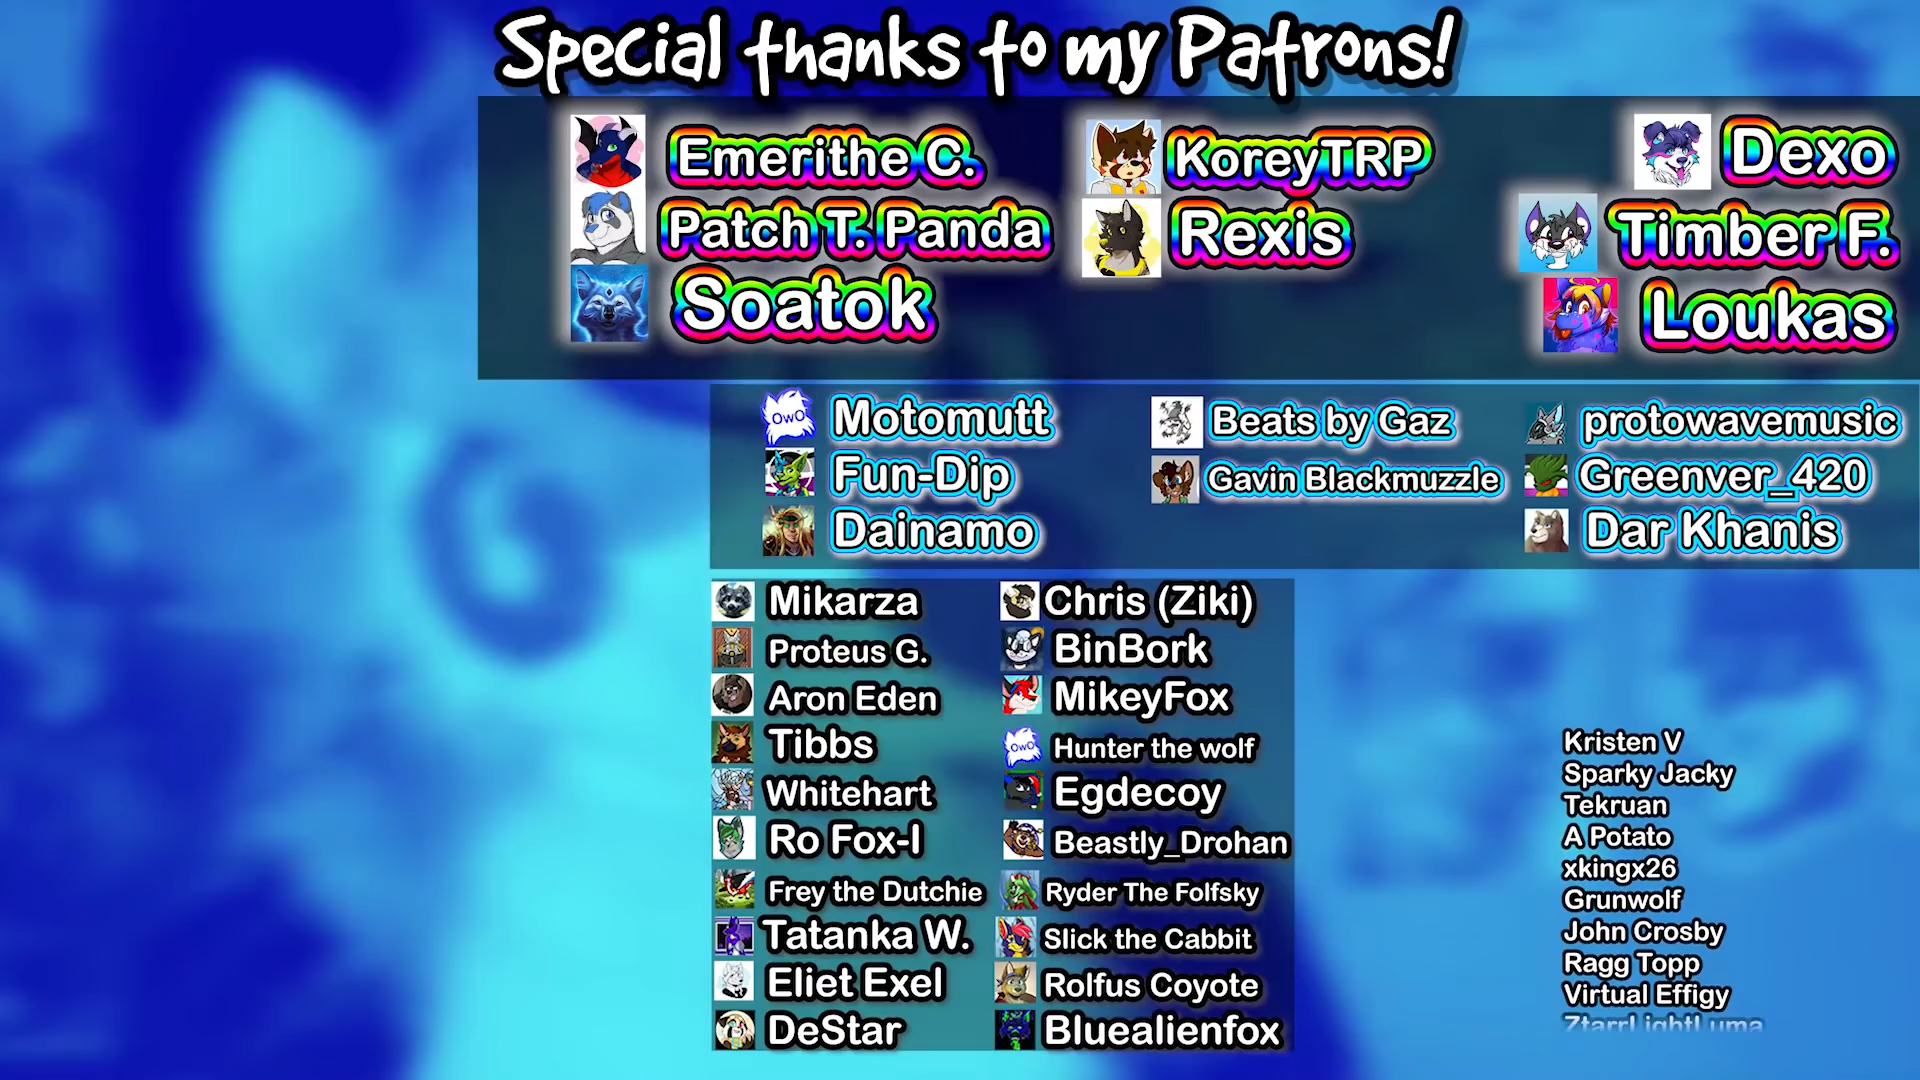 Special thanks to my Patrons!
Emerithe C.
Patch T. Panda
Soatok
KoreyTRP
Rexis
Dexo
Timber F.
Loukas
OwO
Motomutt
Fun-Dip
Dainamo
Beats by Gaz
Gavin Blackmuzzle
protowavemusic
Greenver_420
Dar Khanis
Mikarza
Proteus G.
Aron Eden
Tibbs
Whitehart
Ro Fox-I
Frey the Dutchie
Tatanka W.
Eliet Exel
DeStar
Chris (Ziki)
BinBork
MikeyFox
OwO
Hunter the wolf
Egdecoy
Beastly_Drohan
Ryder The Folfsky
Slick the Cabbit
Rolfus Coyote
Bluealienfox
Kristen V
Sparky Jacky
Tekruan
A Potato
xkingx26
Grunwolf
John Crosby
Ragg Topp
Virtual Effigy
ZtarrLightLuma